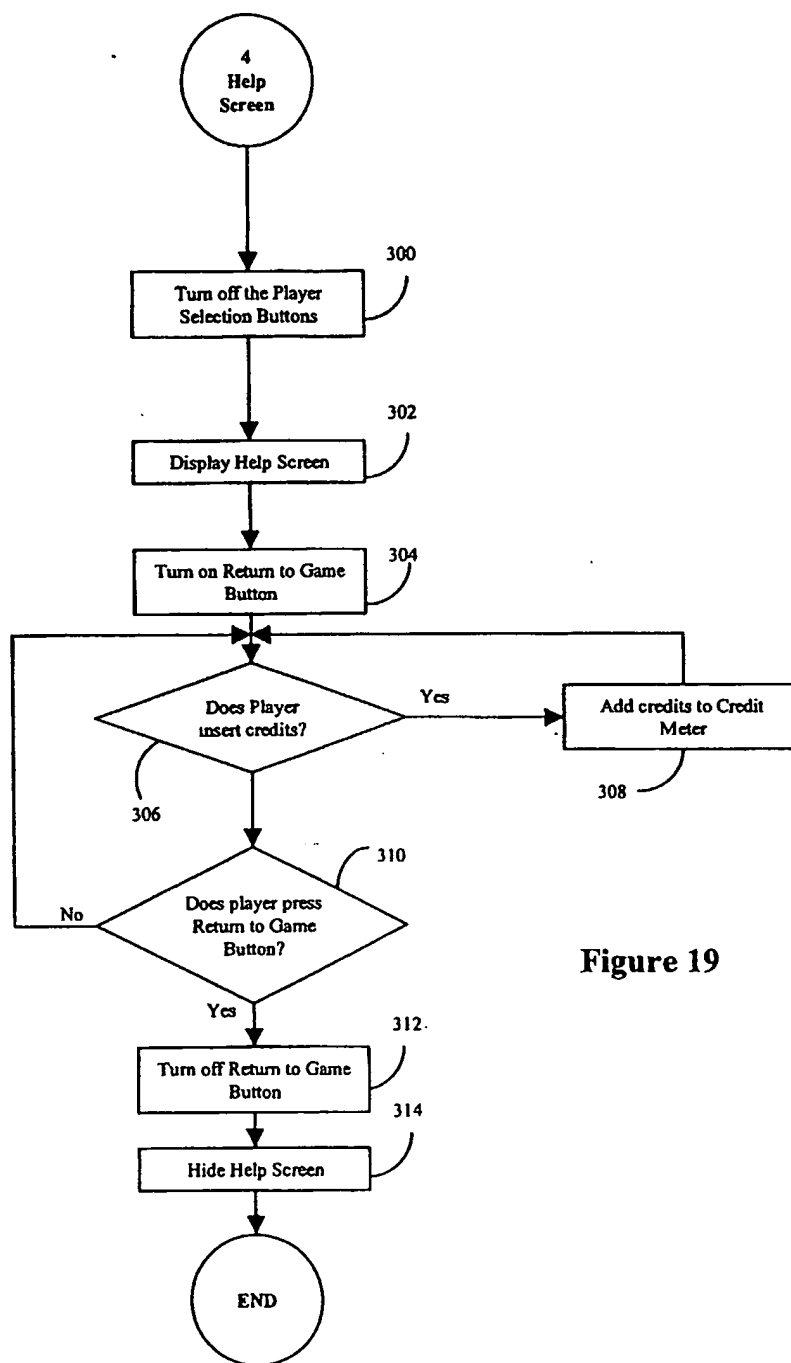 4
Help
Screen
300
Turn off the Player
Selection Buttons
302
Display Help Screen
304
Turn on Return to Game
Button
Does Player
insert credits?
Yes
Add credits to Credit
Meter
306
308
310
Does player press
Return to Game
Button?
No
Figure 19
Yes
312
Turn off Return to Game
Button
314
Hide Help Screen
END